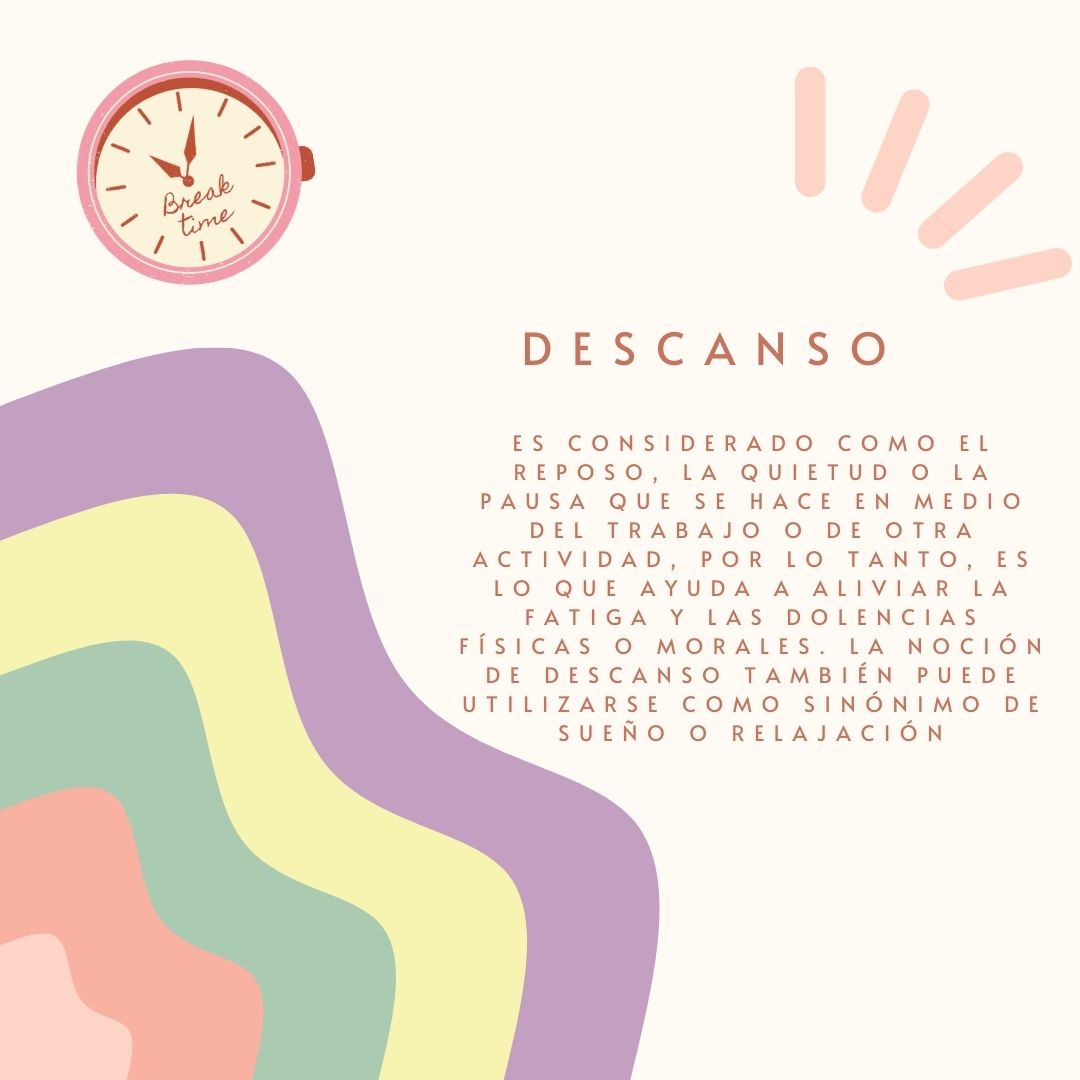 Break
time
DESCANSO
ES CONSIDERADO COMO EL
REPOSO, LA QUIETUD O LA
PAUSA QUE SE HACE EN MEDIO
DEL TRABAJO O DE OTRA
ACTIVIDAD, POR LO TANTO, ES
LO QUE AYUDA A ALIVIAR LA
FATIGA Y LAS DOLENCIAS
FÍSICAS O MORALES. LA NOCIÓN
DE DESCANSO TAMBIÉN PUEDE
UTILIZARSE COMO SINÓNIMO DE
SUEÑO O RELAJACIÓN